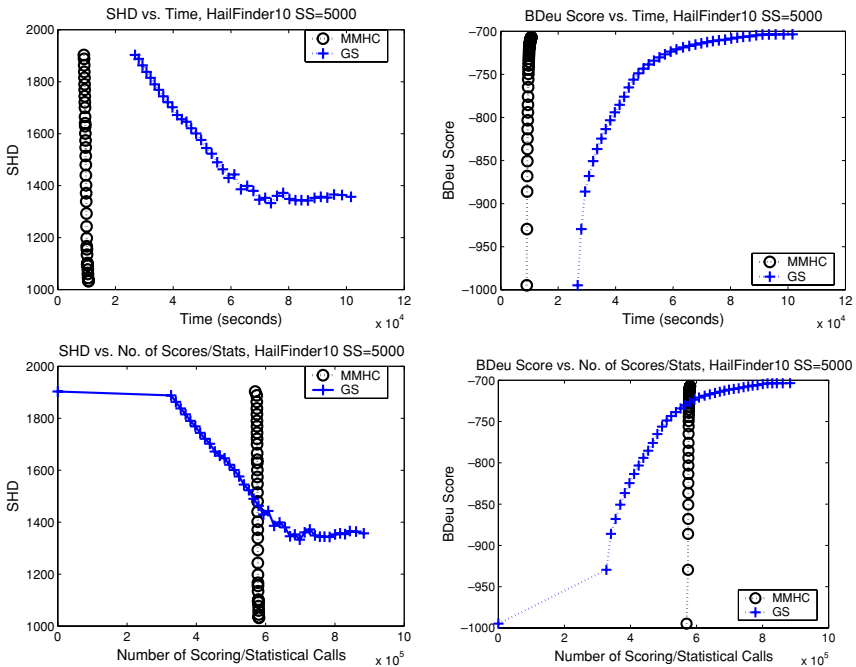 SHD vs. Time, HailFinder10 SS=5000
2000
1800
1600
1400
1200
1000
SHD
MMHC
GS
0 2 4 6 8 10 12
Time (seconds)
x 10^4
BDeu Score vs. Time, HailFinder10 SS=5000
−700
−750
−800
−850
−900
−950
−1000
BDeu Score
MMHC
GS
0 2 4 6 8 10 12
Time (seconds)
x 10^4
SHD vs. No. of Scores/Stats, HailFinder10 SS=5000
2000
1800
1600
1400
1200
1000
SHD
MMHC
GS
0 2 4 6 8 10
Number of Scoring/Statistical Calls
x 10^5
BDeu Score vs. No. of Scores/Stats, HailFinder10 SS=5000
−700
−750
−800
−850
−900
−950
−1000
BDeu Score
MMHC
GS
0 2 4 6 8 10
Number of Scoring/Statistical Calls
x 10^5